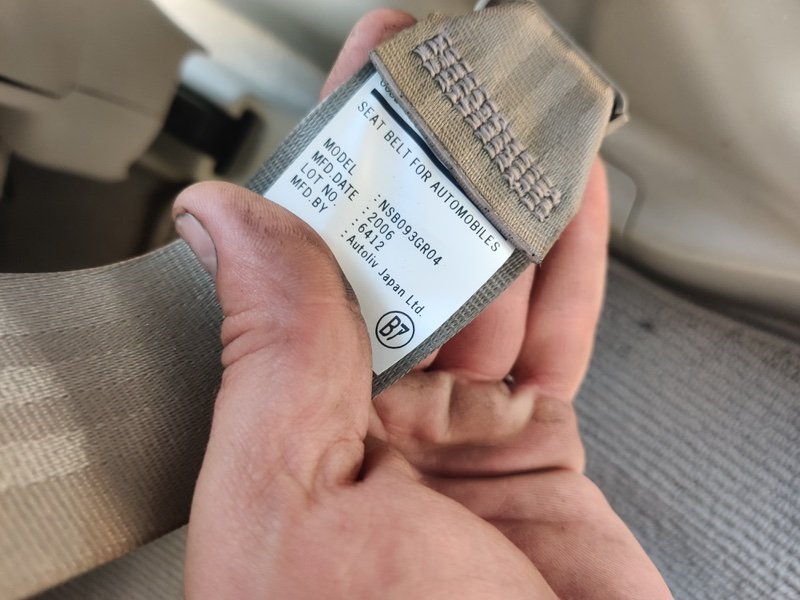 SEAT BELT FOR AUTOMOBILES
MODEL : NSB093GR04
MFD.DATE : 2006
LOT NO. : 6412
MFD.BY : Autoliv Japan Ltd.
B7